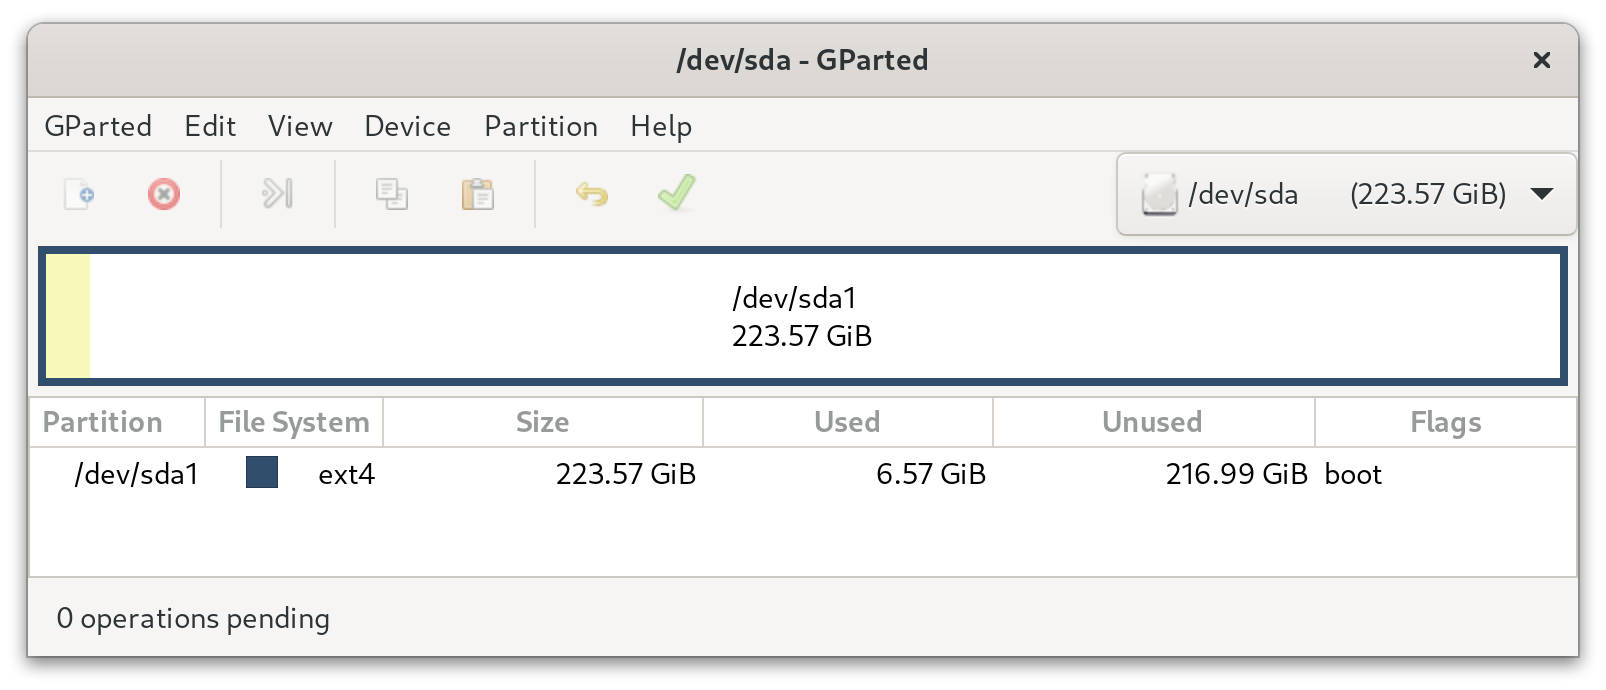 /dev/sda - GParted
GParted Edit View Device Partition Help
/dev/sda (223.57 GiB)
/dev/sda1
223.57 GiB
Partition File System Size Used Unused Flags
/dev/sda1 ext4 223.57 GiB 6.57 GiB 216.99 GiB boot
0 operations pending